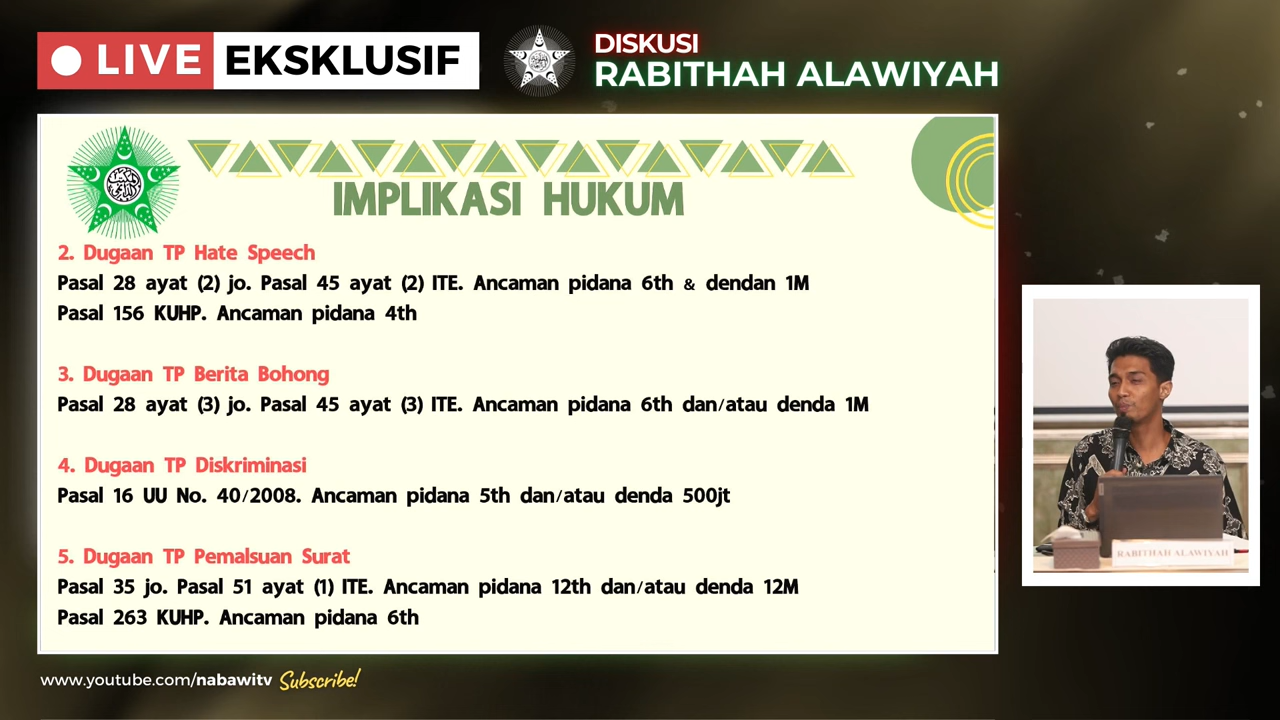 LIVE EKSKLUSIF
DISKUSI
RABITHAH ALAWIYAH
IMPLIKASI HUKUM
2. Dugaan TP Hate Speech
Pasal 28 ayat (2) jo. Pasal 45 ayat (2) ITE. Ancaman pidana 6th & dendan 1M
Pasal 156 KUHP. Ancaman pidana 4th
3. Dugaan TP Berita Bohong
Pasal 28 ayat (3) jo. Pasal 45 ayat (3) ITE. Ancaman pidana 6th dan/atau denda 1M
4. Dugaan TP Diskriminasi
Pasal 16 UU No. 40/2008. Ancaman pidana 5th dan/atau denda 500jt
5. Dugaan TP Pemalsuan Surat
Pasal 35 jo. Pasal 51 ayat (1) ITE. Ancaman pidana 12th dan/atau denda 12M
Pasal 263 KUHP. Ancaman pidana 6th
RABITHAH ALAWIYAH
www.youtube.com/nabawitv Subscribe!